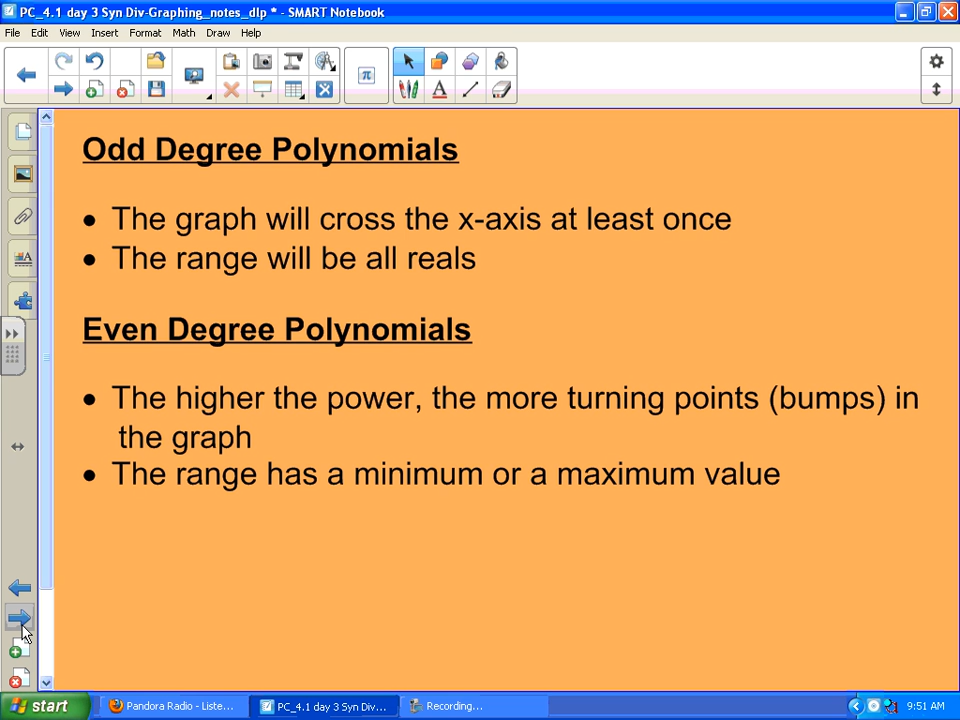 PC_4.1 day 3 Syn Div-Graphing_notes_dlp * - SMART Notebook
File Edit View Insert Format Math Draw Help
π
A
Odd Degree Polynomials
• The graph will cross the x-axis at least once
• The range will be all reals
Even Degree Polynomials
• The higher the power, the more turning points (bumps) in
the graph
• The range has a minimum or a maximum value
start
Pandora Radio - Liste...
PC_4.1 day 3 Syn Div...
Recording...
9:51 AM